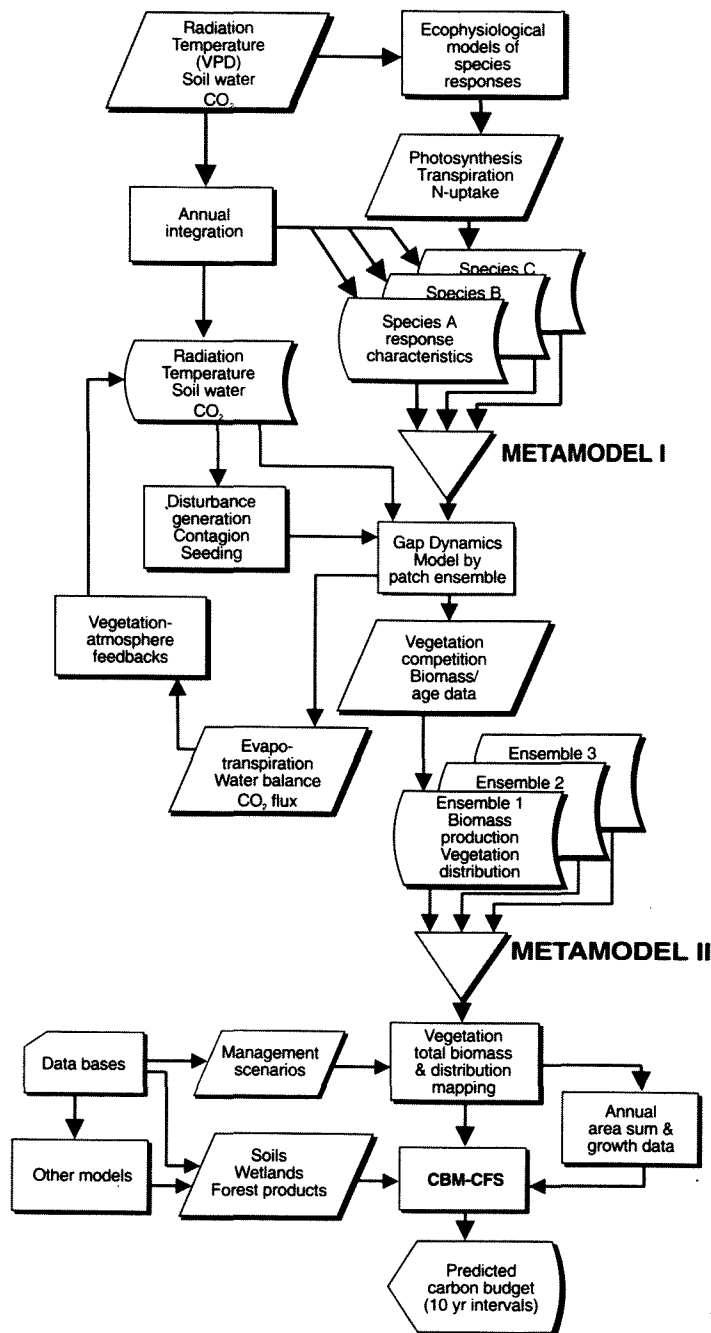 Radiation
Temperature
(VPD)
Soil water
CO₂
Ecophysiological
models of
species
responses
Photosynthesis
Transpiration
N-uptake
Annual
integration
Species C
Species B
Species A
response
characteristics
Radiation
Temperature
Soil water
CO₂
METAMODEL I
Disturbance
generation
Contagion
Seeding
Gap Dynamics
Model by
patch ensemble
Vegetation-
atmosphere
feedbacks
Vegetation
competition
Biomass/
age data
Evapo-
transpiration
Water balance
CO₂ flux
Ensemble 3
Ensemble 2
Ensemble 1
Biomass
production
Vegetation
distribution
METAMODEL II
Data bases
Management
scenarios
Vegetation
total biomass
& distribution
mapping
Annual
area sum &
growth data
Other models
Soils
Wetlands
Forest products
CBM-CFS
Predicted
carbon budget
(10 yr intervals)